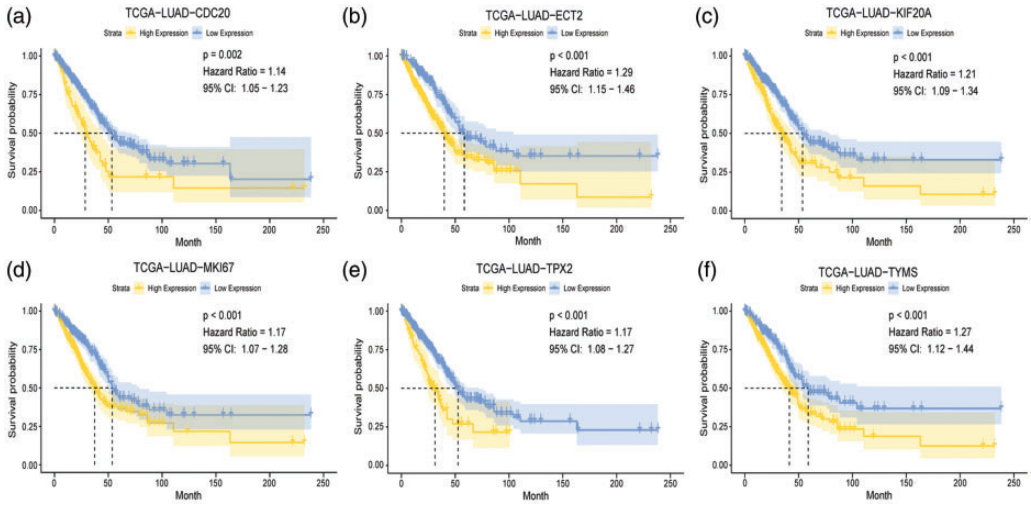 (a) TCGA-LUAD-CDC20
Strata High Expression Low Expression
p = 0.002
Hazard Ratio = 1.14
95% CI: 1.05 - 1.23
Survival probability
1.00
0.75
0.50
0.25
0.00
0 50 100 150 200 250
Month
(b) TCGA-LUAD-ECT2
Strata High Expression Low Expression
p < 0.001
Hazard Ratio = 1.29
95% CI: 1.15 - 1.46
Survival probability
1.00
0.75
0.50
0.25
0.00
0 50 100 150 200 250
Month
(c) TCGA-LUAD-KIF20A
Strata High Expression Low Expression
p < 0.001
Hazard Ratio = 1.21
95% CI: 1.09 - 1.34
Survival probability
1.00
0.75
0.50
0.25
0.00
0 50 100 150 200 250
Month
(d) TCGA-LUAD-MKI67
Strata High Expression Low Expression
p < 0.001
Hazard Ratio = 1.17
95% CI: 1.07 - 1.28
Survival probability
1.00
0.75
0.50
0.25
0.00
0 50 100 150 200 250
Month
(e) TCGA-LUAD-TPX2
Strata High Expression Low Expression
p < 0.001
Hazard Ratio = 1.17
95% CI: 1.08 - 1.27
Survival probability
1.00
0.75
0.50
0.25
0.00
0 50 100 150 200 250
Month
(f) TCGA-LUAD-TYMS
Strata High Expression Low Expression
p < 0.001
Hazard Ratio = 1.27
95% CI: 1.12 - 1.44
Survival probability
1.00
0.75
0.50
0.25
0.00
0 50 100 150 200 250
Month